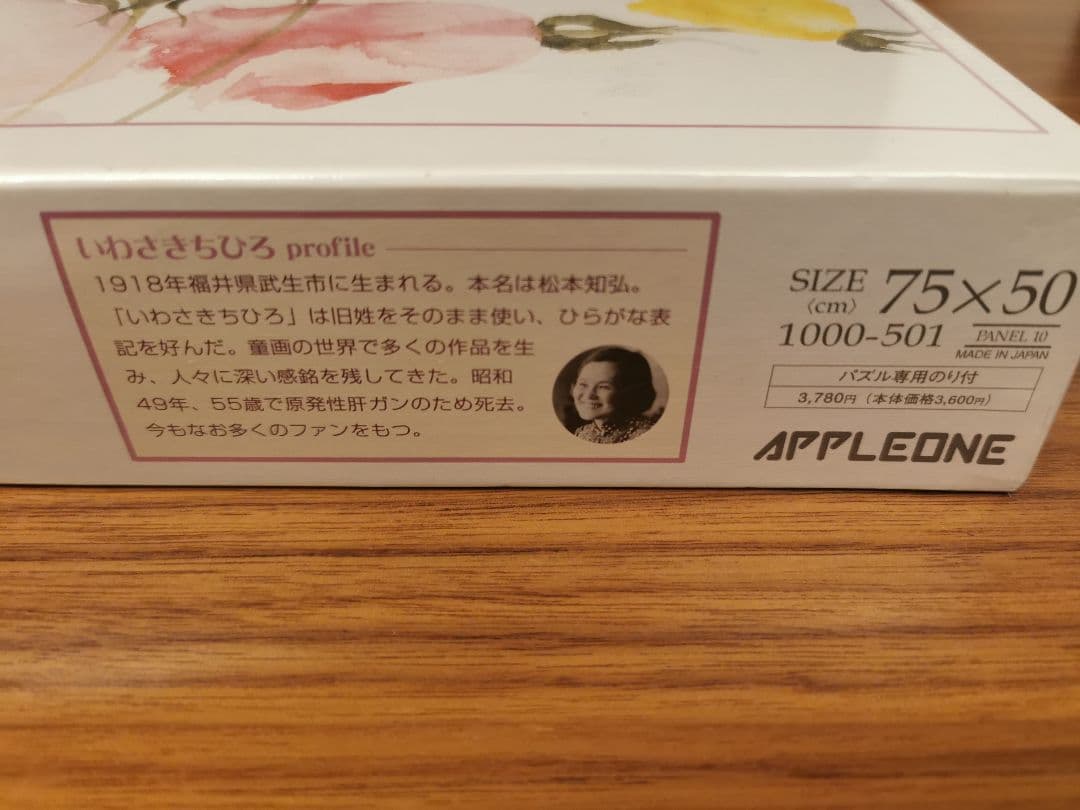 いわさきちひろ profile
1918年福井県武生市に生まれる。本名は松本知弘。
「いわさきちひろ」は旧姓をそのまま使い、ひらがな表
記を好んだ。童画の世界で多くの作品を生
み、人々に深い感銘を残してきた。昭和
49年、55歳で原発性肝ガンのため死去。
今もなお多くのファンをもつ。
SIZE〈cm〉 75×50
1000-501 PANEL 10
MADE IN JAPAN
パズル専用のり付
3,780円（本体価格3,600円）
APPLEONE